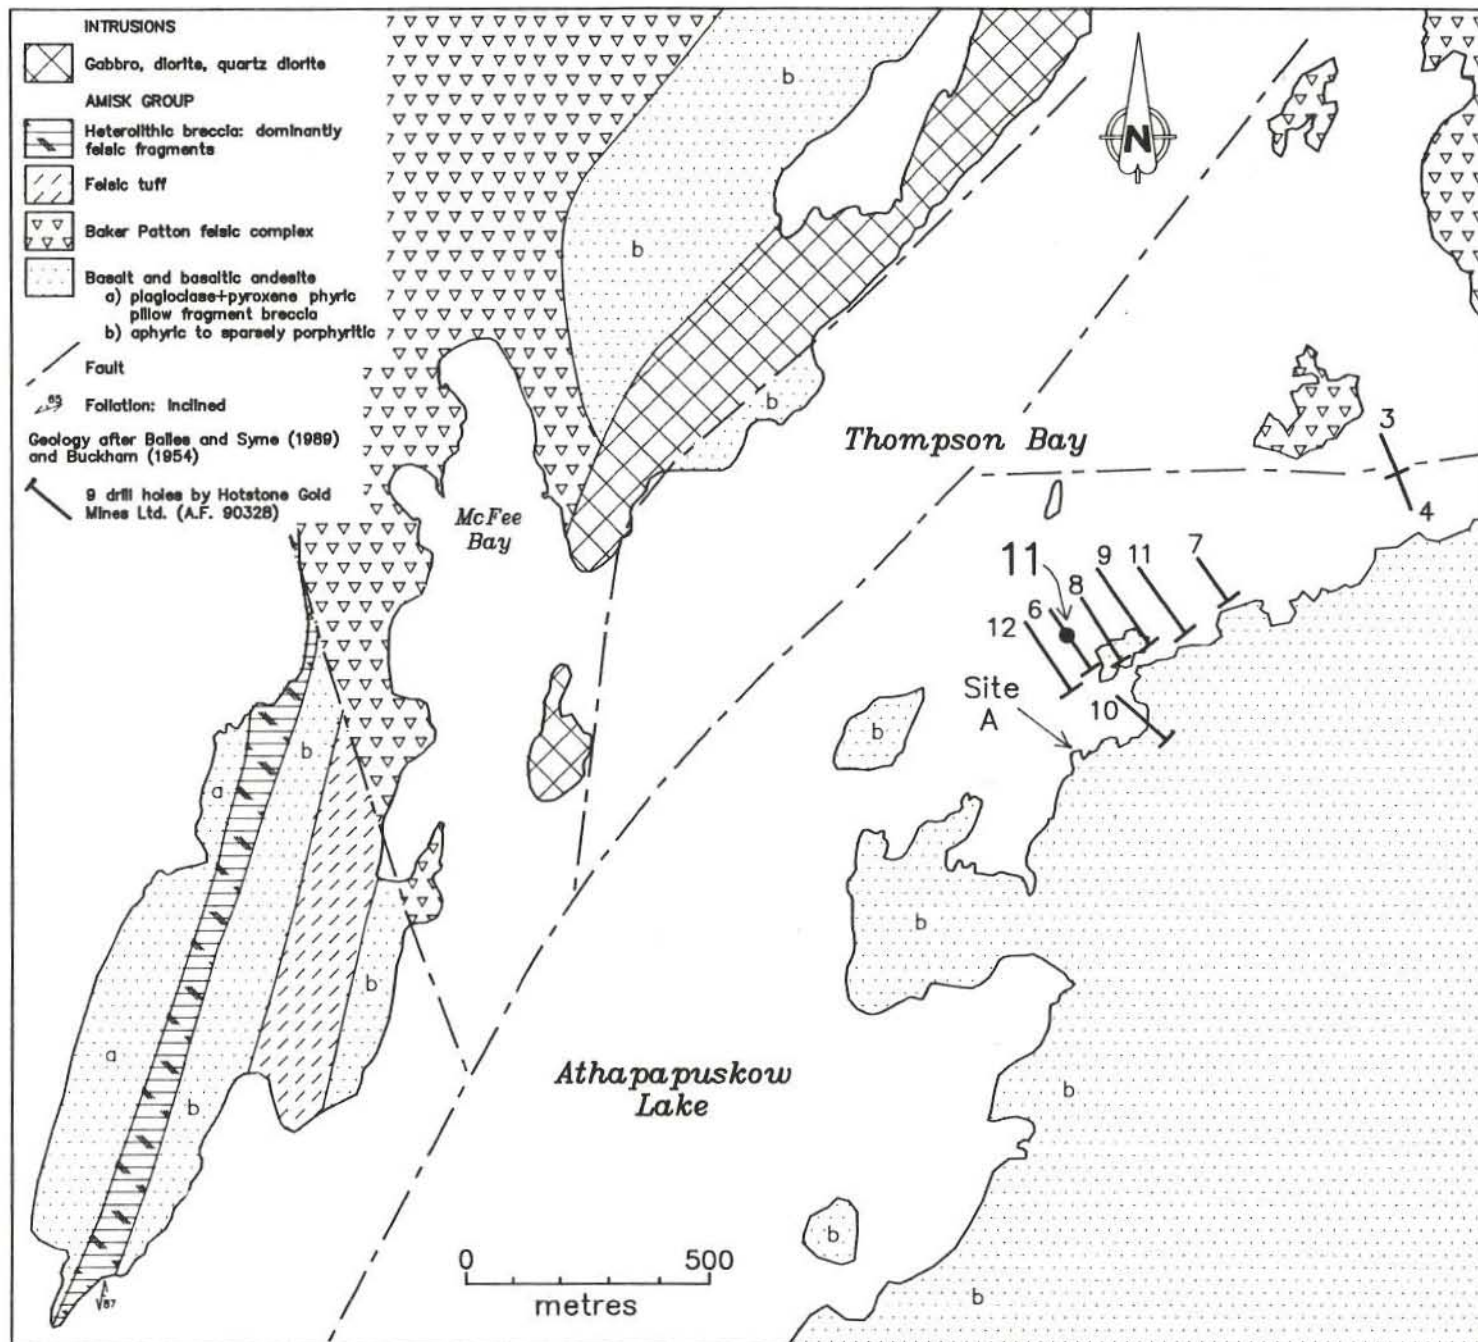 INTRUSIONS
Gabbro, diorite, quartz diorite
AMISK GROUP
Heterolithic breccia: dominantly
felsic fragments
Felsic tuff
Baker Patton felsic complex
Basalt and basaltic andesite
a) plagioclase+pyroxene phyric
pillow fragment breccia
b) aphyric to sparsely porphyritic
Fault
65
Foliation: Inclined
Geology after Bailes and Syme (1989)
and Buckham (1954)
9 drill holes by Hotstone Gold
Mines Ltd. (A.F. 90328)
N
b
b
b
Thompson Bay
McFee
Bay
3
4
11
6
8
9
11
7
12
10
Site
A
b
b
a
b
b
a
b
b
b
b
b
Athapapuskow
Lake
0 500
metres
87